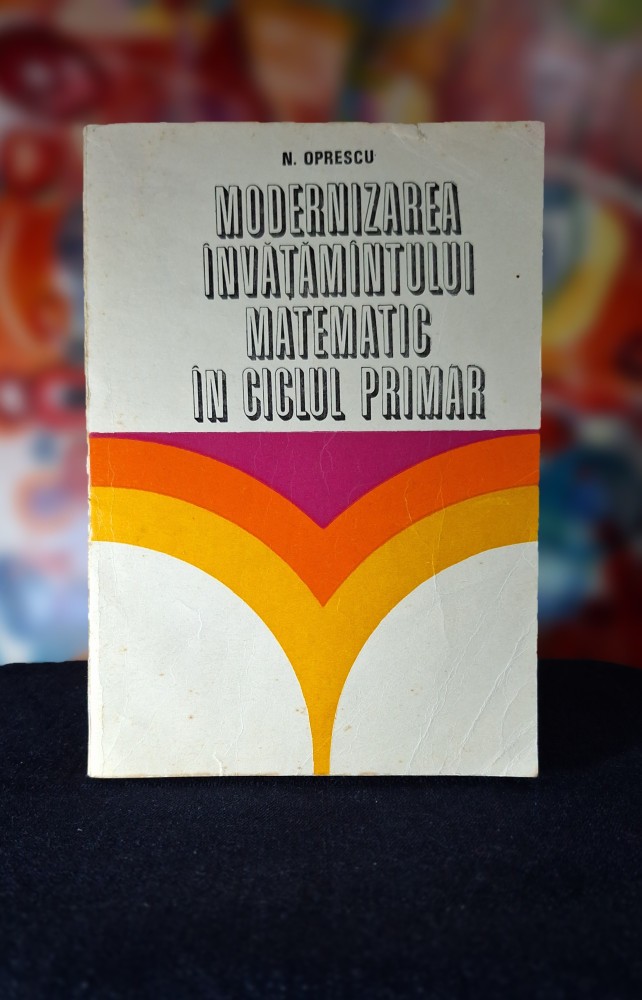 N. OPRESCU
MODERNIZAREA
ÎNVĂȚĂMÎNTULUI
MATEMATIC
ÎN CICLUL PRIMAR